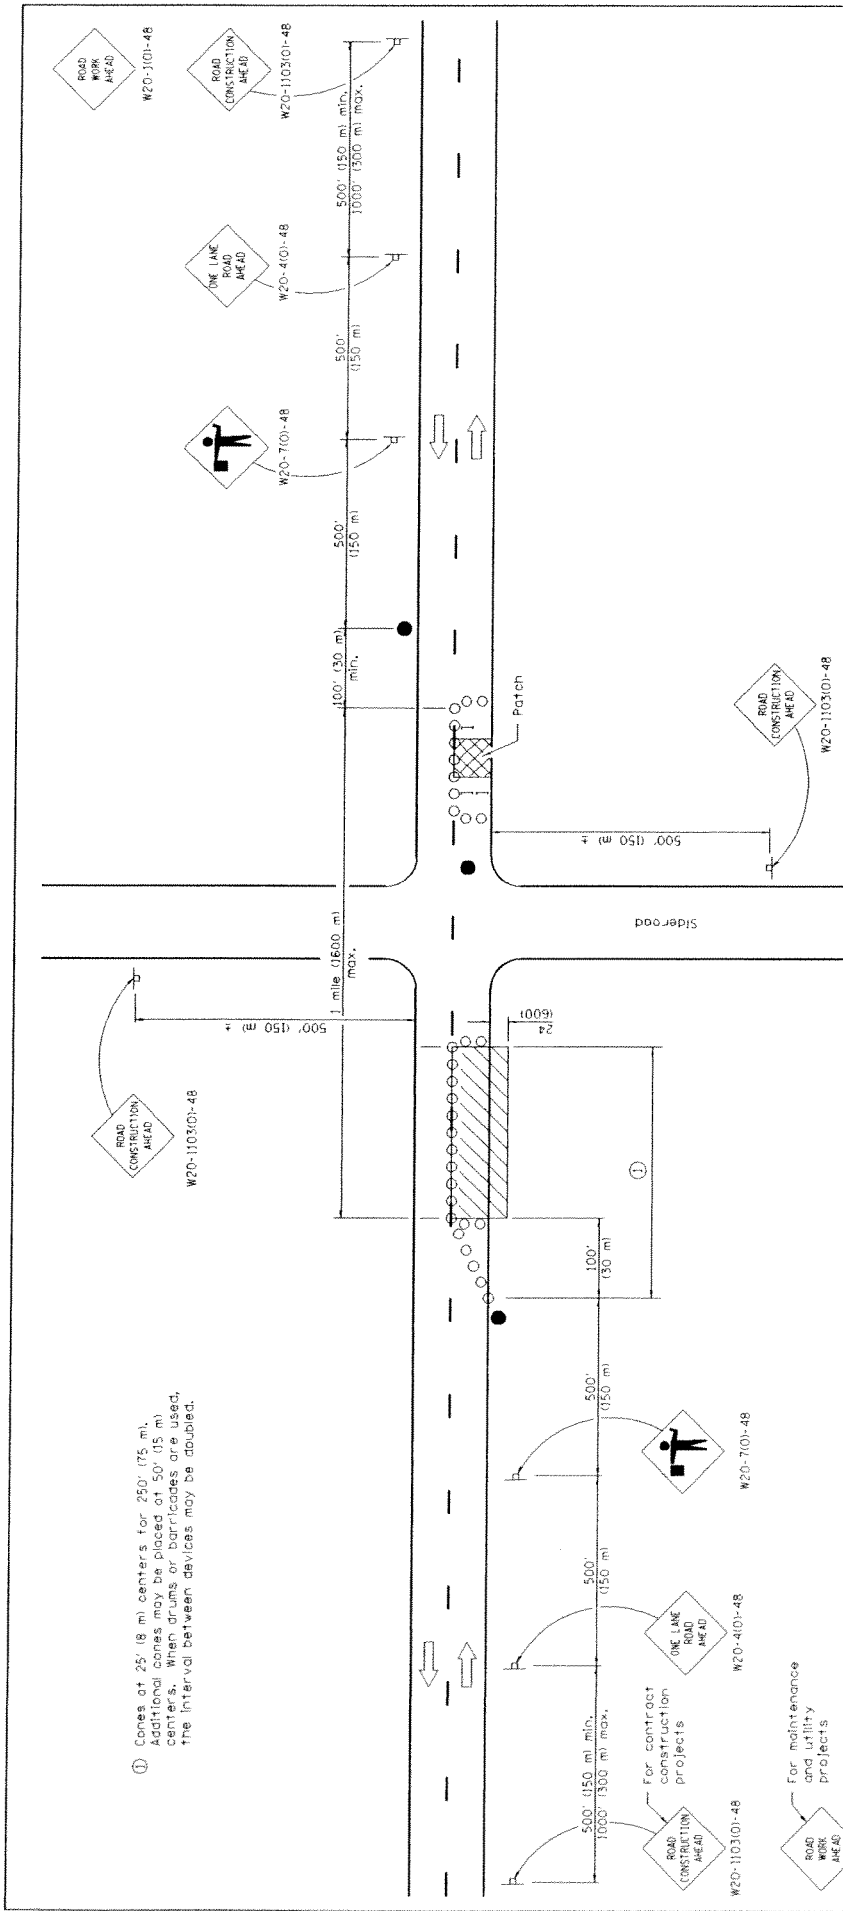 ① Cones at 25' (8 m) centers for 250' (75 m).
Additional cones may be placed at 50' (15 m)
centers. When drums or barricades are used,
the interval between devices may be doubled.
ROAD
CONSTRUCTION
AHEAD
W20-1103(0)-48
500' (150 m) ±
1 mile (1600 m)
max.
100' (30 m)
min.
500'
(150 m)
W20-7(0)-48
500'
(150 m)
ONE LANE
ROAD
AHEAD
W20-4(0)-48
500' (150 m) min.
1000' (300 m) max.
ROAD
WORK
AHEAD
W20-1(0)-48
ROAD
CONSTRUCTION
AHEAD
W20-1103(0)-48
24
(600)
Sideroad
Patch
500' (150 m) ±
ROAD
CONSTRUCTION
AHEAD
W20-1103(0)-48
500' (150 m) min.
1000' (300 m) max.
500'
(150 m)
500'
(150 m)
100'
(30 m)
①
ROAD
CONSTRUCTION
AHEAD
W20-1103(0)-48
For contract
construction
projects
ONE LANE
ROAD
AHEAD
W20-4(0)-48
W20-7(0)-48
ROAD
WORK
AHEAD
For maintenance
and utility
projects